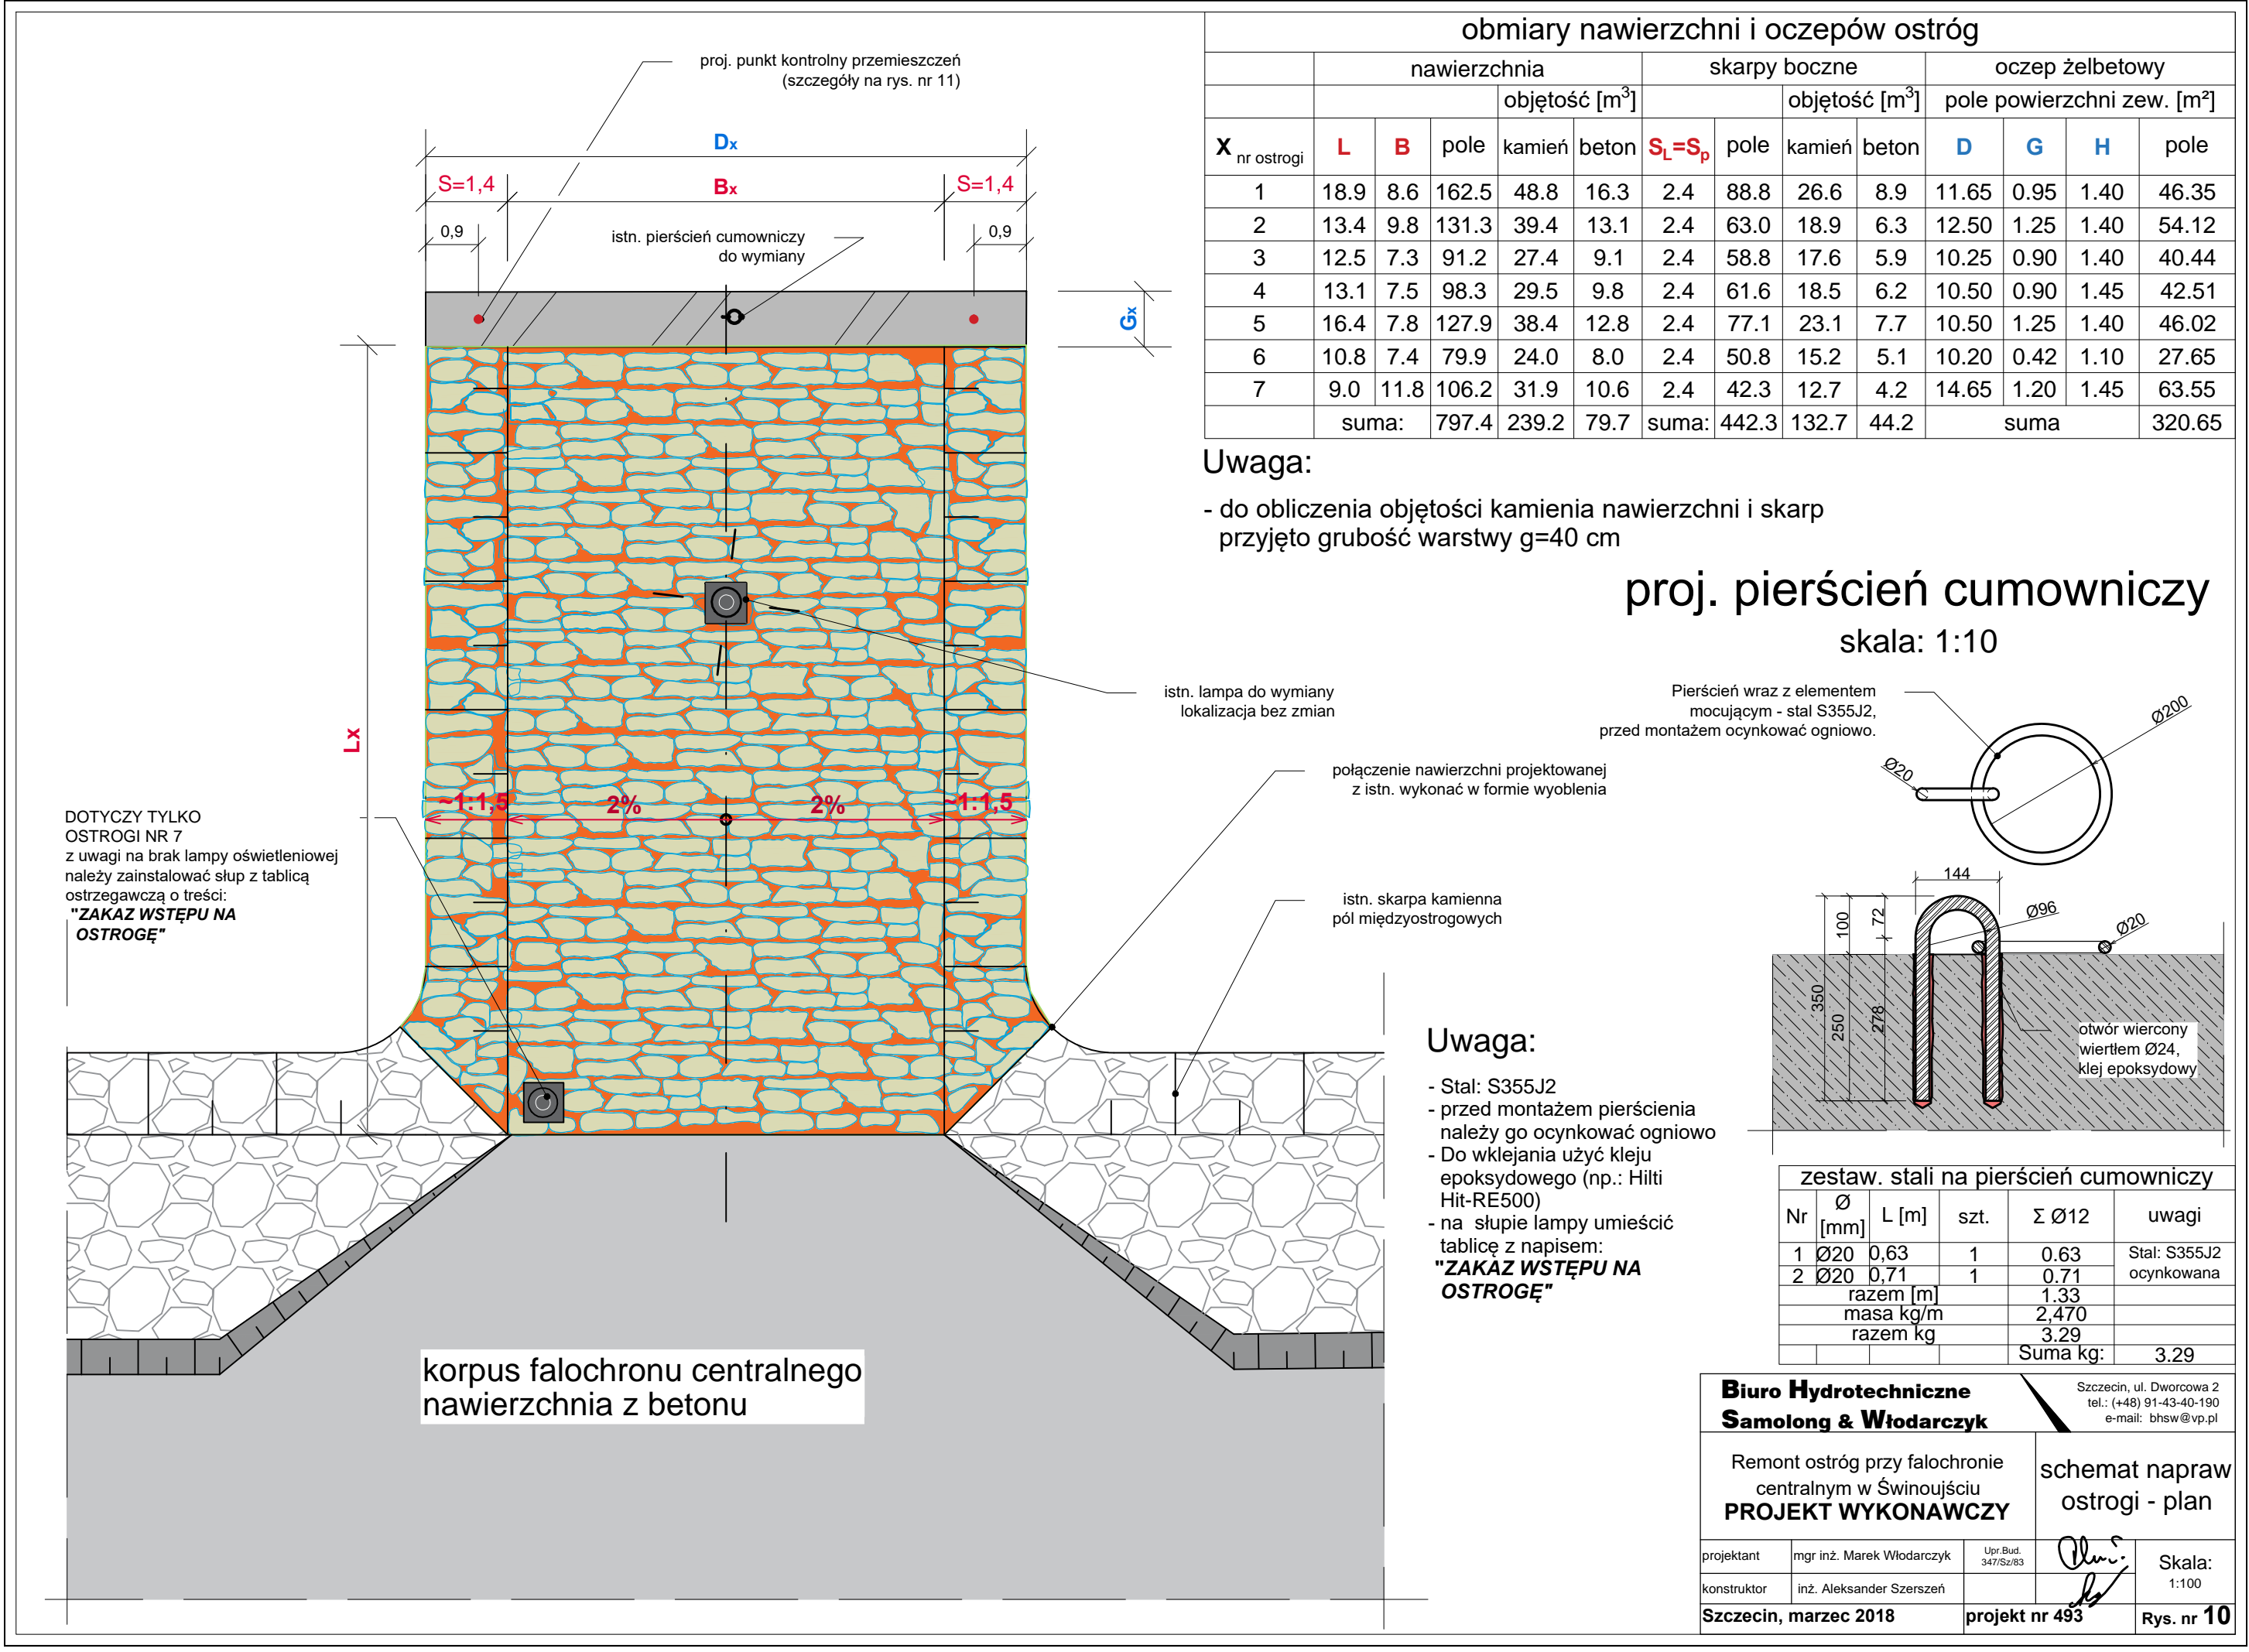 proj. punkt kontrolny przemieszczeń
(szczegóły na rys. nr 11)
Dx
S=1,4 Bx S=1,4
0,9 0,9
istn. pierścień cumowniczy
do wymiany
Gx
Lx
istn. lampa do wymiany
lokalizacja bez zmian
połączenie nawierzchni projektowanej
z istn. wykonać w formie wyoblenia
~1:1,5 2% 2% ~1:1,5
DOTYCZY TYLKO
OSTROGI NR 7
z uwagi na brak lampy oświetleniowej
należy zainstalować słup z tablicą
ostrzegawczą o treści:
"ZAKAZ WSTĘPU NA
OSTROGĘ"
istn. skarpa kamienna
pól międzyostrogowych
korpus falochronu centralnego
nawierzchnia z betonu
obmiary nawierzchni i oczepów ostróg
nawierzchnia skarpy boczne oczep żelbetowy
objętość [m³] objętość [m³] pole powierzchni zew. [m²]
X nr ostrogi L B pole kamień beton SL=Sp pole kamień beton D G H pole
1 18.9 8.6 162.5 48.8 16.3 2.4 88.8 26.6 8.9 11.65 0.95 1.40 46.35
2 13.4 9.8 131.3 39.4 13.1 2.4 63.0 18.9 6.3 12.50 1.25 1.40 54.12
3 12.5 7.3 91.2 27.4 9.1 2.4 58.8 17.6 5.9 10.25 0.90 1.40 40.44
4 13.1 7.5 98.3 29.5 9.8 2.4 61.6 18.5 6.2 10.50 0.90 1.45 42.51
5 16.4 7.8 127.9 38.4 12.8 2.4 77.1 23.1 7.7 10.50 1.25 1.40 46.02
6 10.8 7.4 79.9 24.0 8.0 2.4 50.8 15.2 5.1 10.20 0.42 1.10 27.65
7 9.0 11.8 106.2 31.9 10.6 2.4 42.3 12.7 4.2 14.65 1.20 1.45 63.55
suma: 797.4 239.2 79.7 suma: 442.3 132.7 44.2 suma 320.65
Uwaga:
- do obliczenia objętości kamienia nawierzchni i skarp
przyjęto grubość warstwy g=40 cm
proj. pierścień cumowniczy
skala: 1:10
Pierścień wraz z elementem
mocującym - stal S355J2,
przed montażem ocynkować ogniowo.
Ø200
Ø20
144
100
72
Ø96
Ø20
350
250
278
otwór wiercony
wiertłem Ø24,
klej epoksydowy
Uwaga:
- Stal: S355J2
- przed montażem pierścienia
należy go ocynkować ogniowo
- Do wklejania użyć kleju
epoksydowego (np.: Hilti
Hit-RE500)
- na słupie lampy umieścić
tablicę z napisem:
"ZAKAZ WSTĘPU NA
OSTROGĘ"
zestaw. stali na pierścień cumowniczy
Nr Ø [mm] L [m] szt. Σ Ø12 uwagi
1 Ø20 0,63 1 0.63 Stal: S355J2
2 Ø20 0,71 1 0.71 ocynkowana
razem [m] 1.33
masa kg/m 2,470
razem kg 3.29
Suma kg: 3.29
Biuro Hydrotechniczne
Samolong & Włodarczyk
Szczecin, ul. Dworcowa 2
tel.: (+48) 91-43-40-190
e-mail: bhsw@vp.pl
Remont ostróg przy falochronie
centralnym w Świnoujściu
PROJEKT WYKONAWCZY
schemat napraw
ostrogi - plan
projektant mgr inż. Marek Włodarczyk Upr.Bud. 347/Sz/83
konstruktor inż. Aleksander Szerszeń
Skala:
1:100
Szczecin, marzec 2018 projekt nr 493 Rys. nr 10